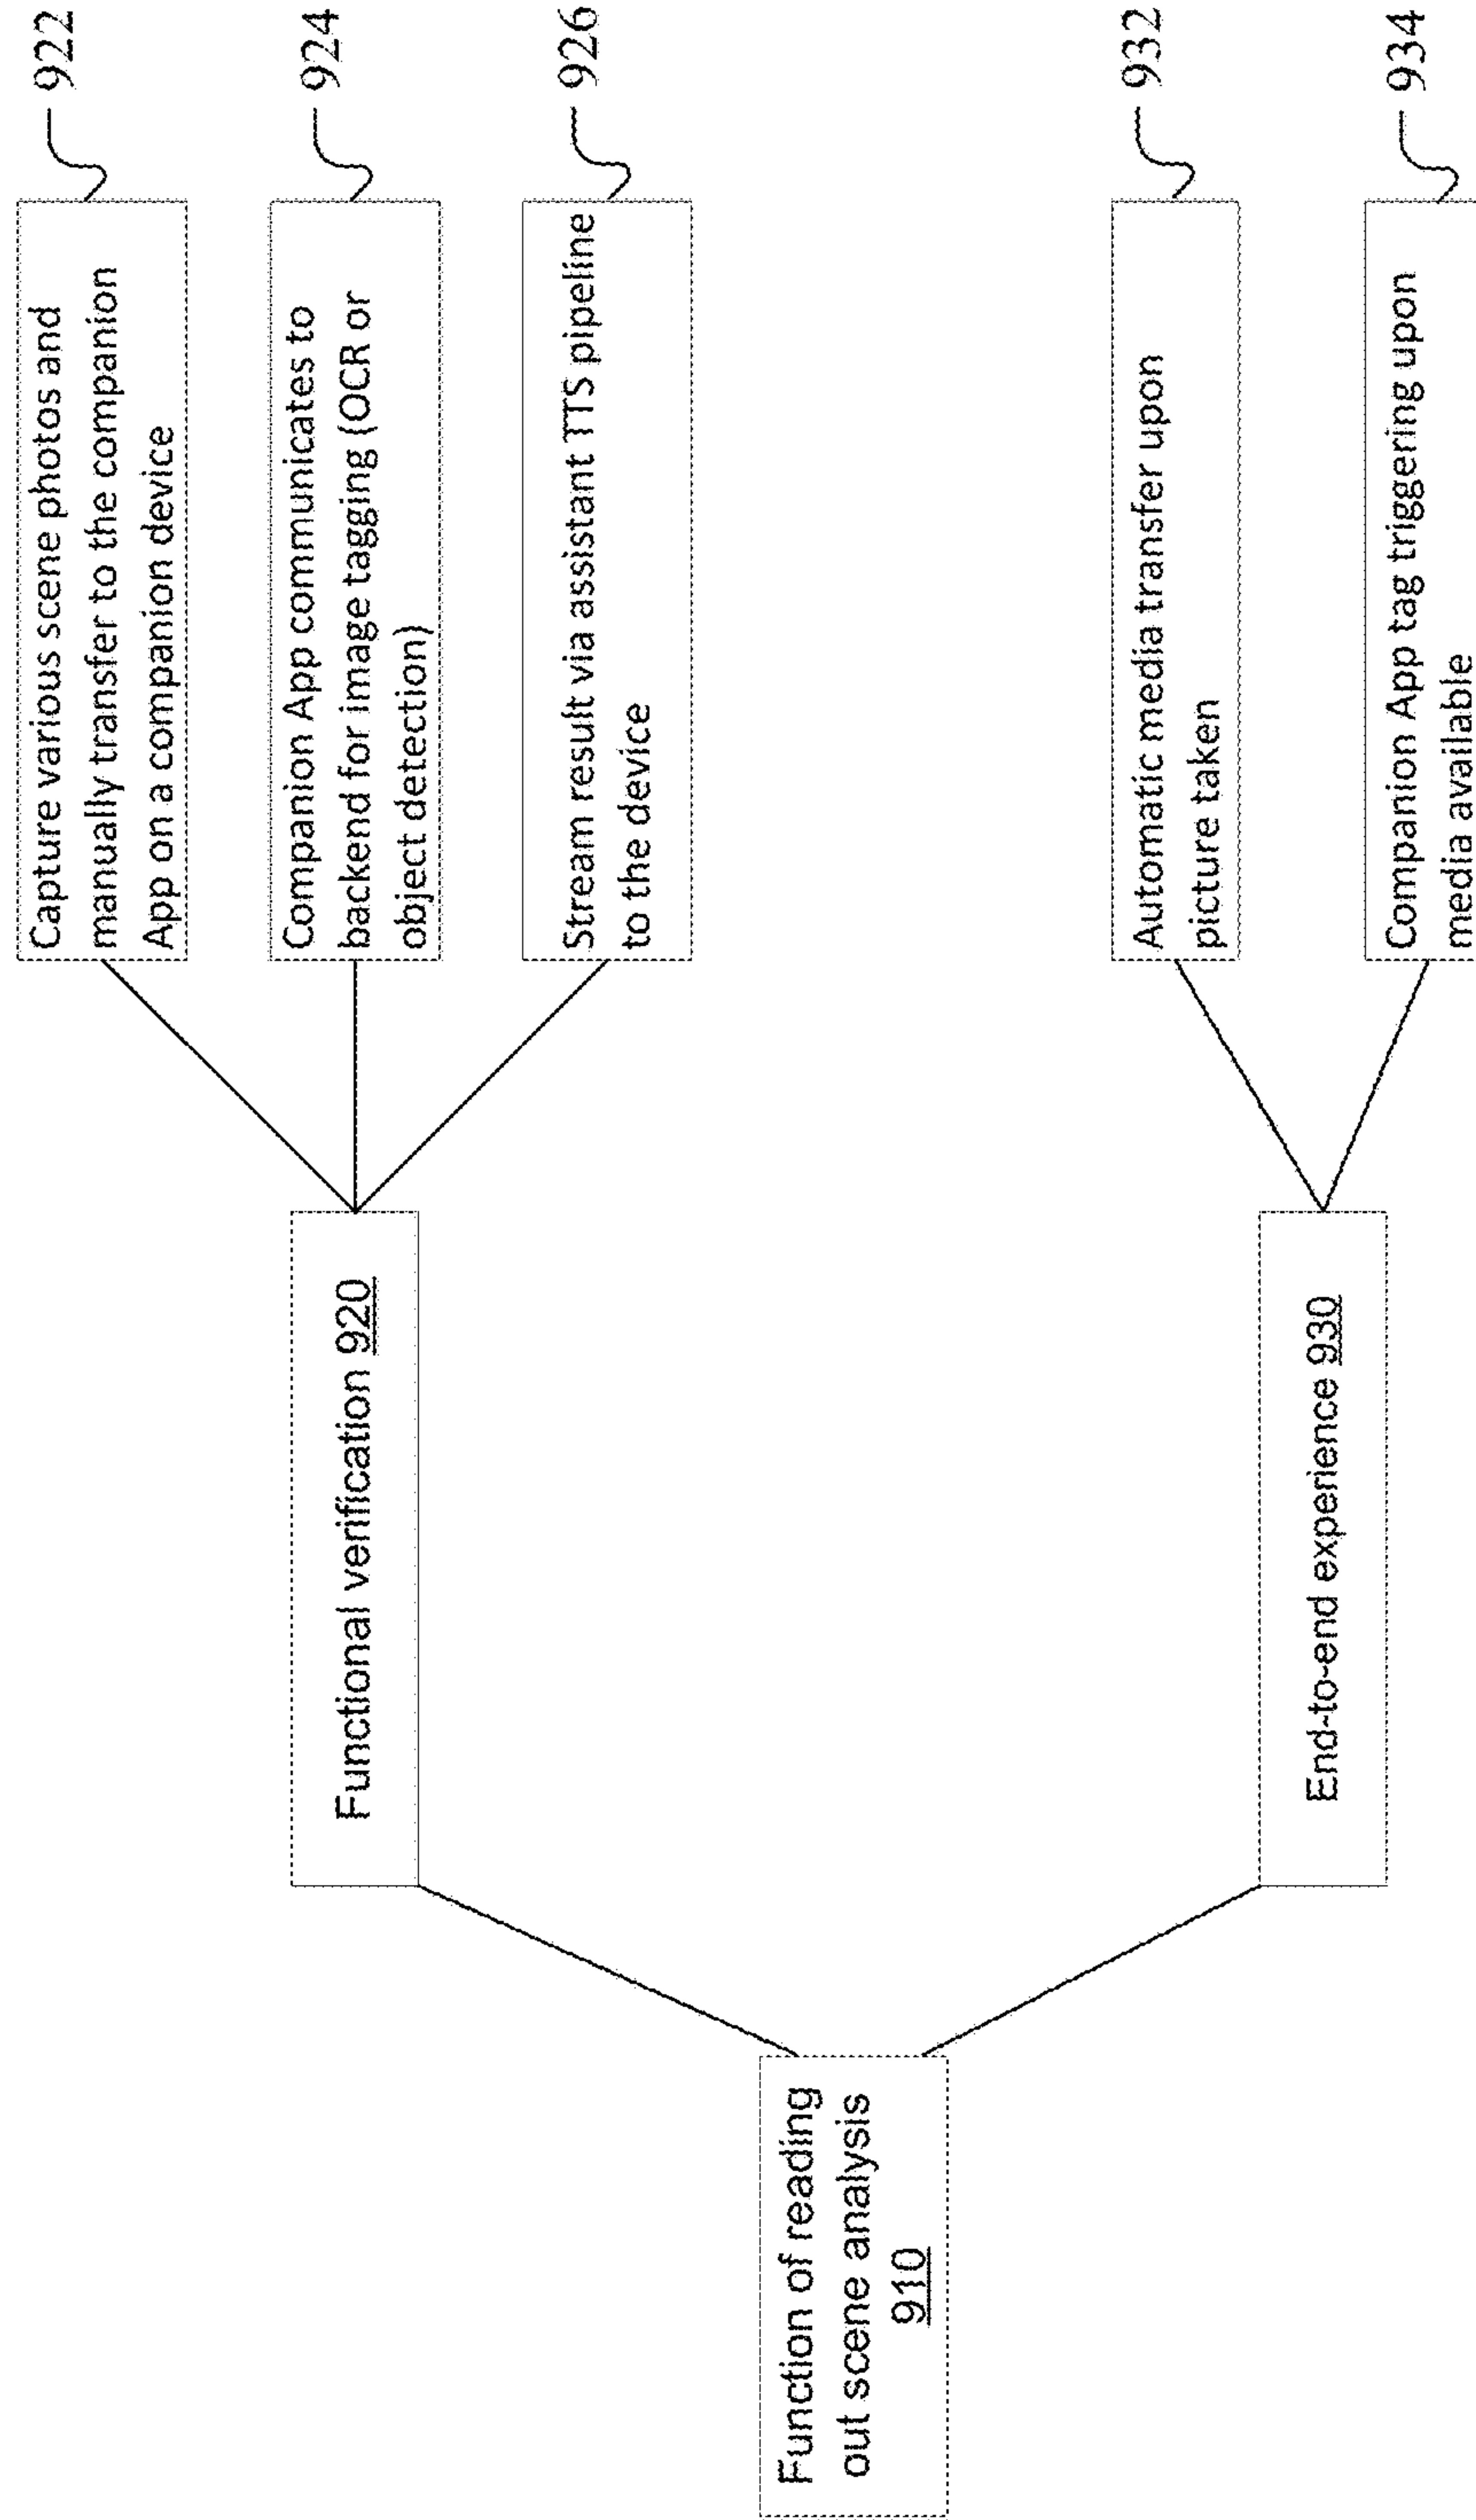 Function of reading
out scene analysis
910
Functional verification 920
Capture various scene photos and
manually transfer to the companion
App on a companion device
922
Companion App communicates to
backend for image tagging (OCR or
object detection)
924
Stream result via assistant TTS pipeline
to the device
926
End-to-end experience 930
Automatic media transfer upon
picture taken
932
Companion App tag triggering upon
media available
934